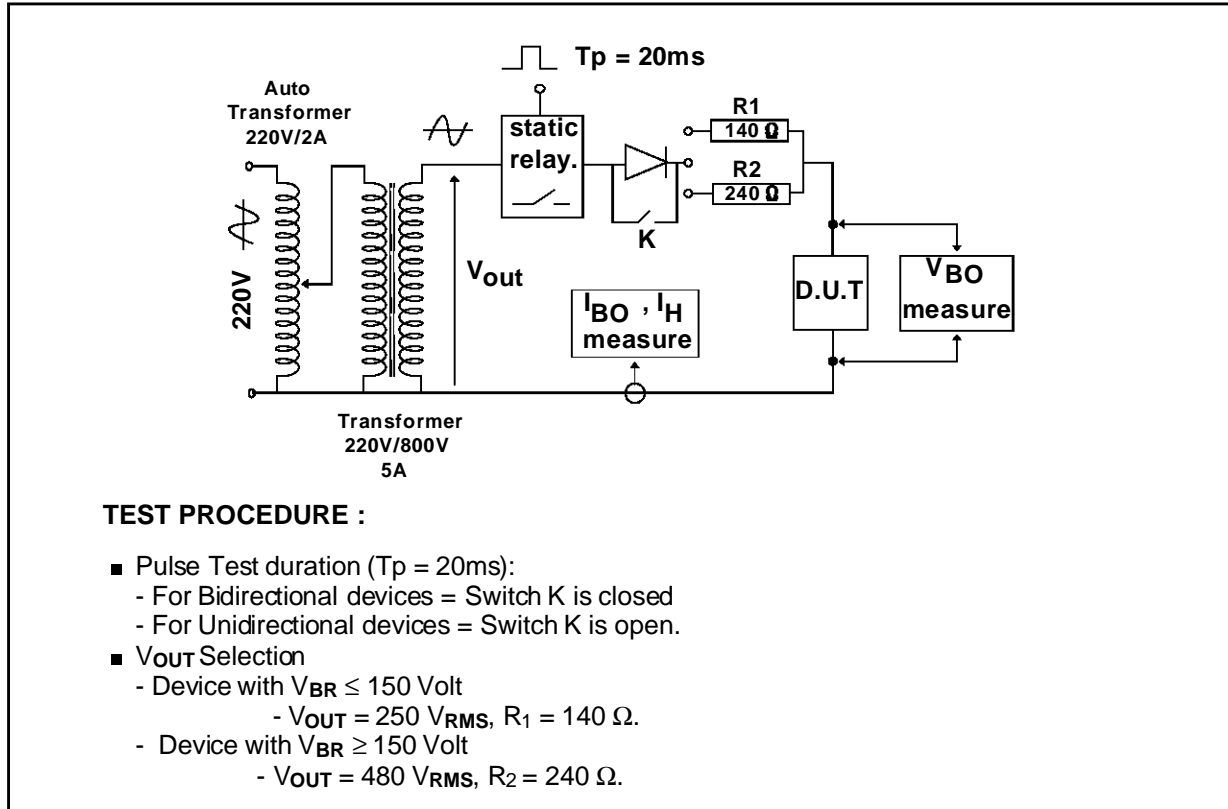 Tp = 20ms
Auto
Transformer
220V/2A
static
relay.
R1
140 Ω
R2
240 Ω
K
220V
Vout
IBO , IH
measure
D.U.T
VBO
measure
Transformer
220V/800V
5A
TEST PROCEDURE :
■ Pulse Test duration (Tp = 20ms):
- For Bidirectional devices = Switch K is closed
- For Unidirectional devices = Switch K is open.
■ VOUT Selection
- Device with VBR ≤ 150 Volt
- VOUT = 250 VRMS, R1 = 140 Ω.
- Device with VBR ≥ 150 Volt
- VOUT = 480 VRMS, R2 = 240 Ω.